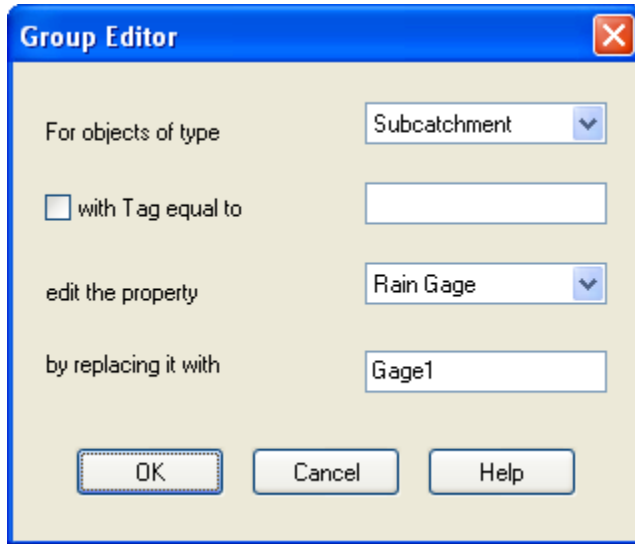 Group Editor
For objects of type Subcatchment
with Tag equal to
edit the property Rain Gage
by replacing it with Gage1
OK Cancel Help